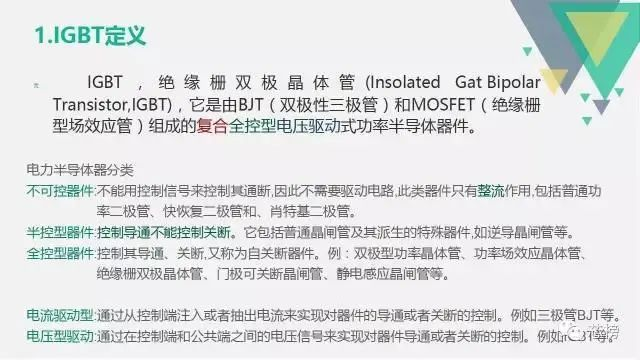 1.IGBT定义
IGBT ，绝缘栅双极晶体管(Insolated Gat Bipolar
Transistor,IGBT)，它是由BJT（双极性三极管）和MOSFET（绝缘栅
型场效应管）组成的复合全控型电压驱动式功率半导体器件。
电力半导体器分类
不可控器件:不能用控制信号来控制其通断,因此不需要驱动电路,此类器件只有整流作用,包括普通功
率二极管、快恢复二极管和、肖特基二极管。
半控型器件:控制导通不能控制关断。它包括普通晶闸管及其派生的特殊器件,如逆导晶闸管等。
全控型器件:控制其导通、关断,又称为自关断器件。例：双极型功率晶体管、功率场效应晶体管、
绝缘栅双极晶体管、门极可关断晶闸管、静电感应晶闸管等。
电流驱动型:通过从控制端注入或者抽出电流来实现对器件的导通或者关断的控制。例如三极管BJT等。
电压型驱动:通过在控制端和公共端之间的电压信号来实现对器件导通或者关断的控制。例如IGBT等。